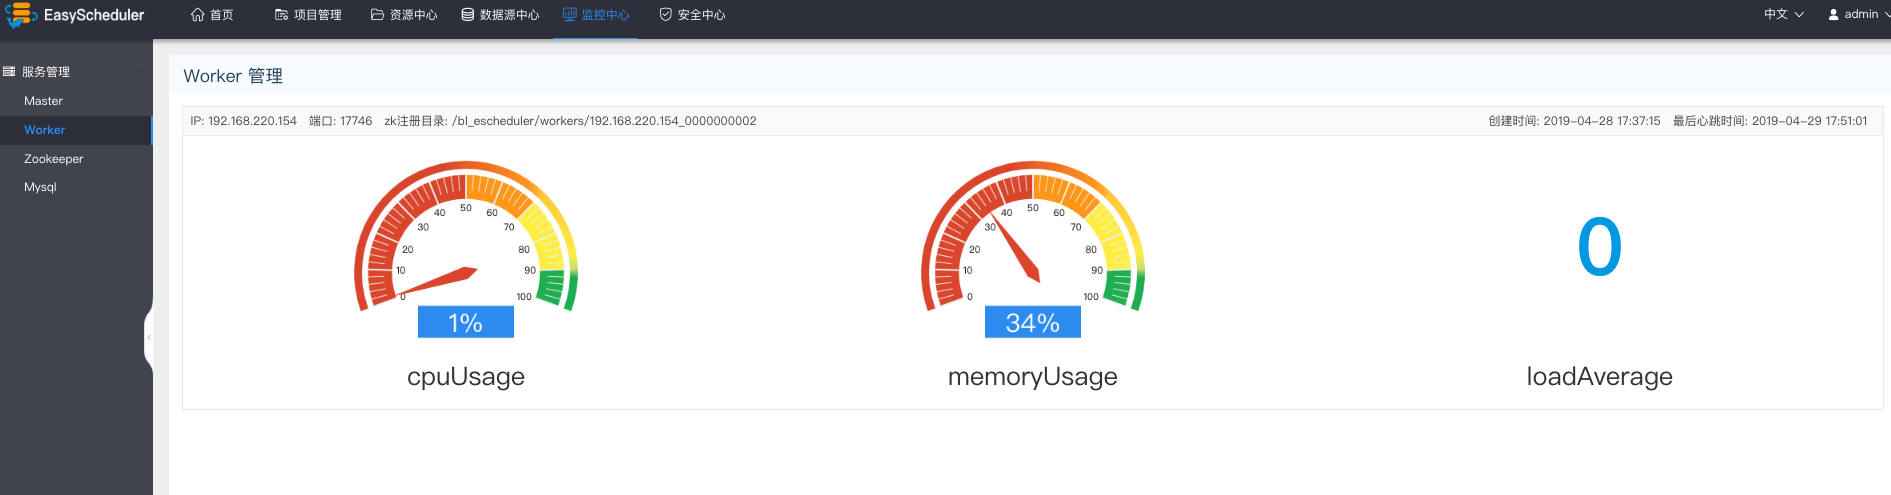 EasyScheduler 首页 项目管理 资源中心 数据源中心 监控中心 安全中心 中文 admin
服务管理
Master
Worker
Zookeeper
Mysql
Worker 管理
IP: 192.168.220.154 端口: 17746 zk注册目录: /bl_escheduler/workers/192.168.220.154_0000000002 创建时间: 2019-04-28 17:37:15 最后心跳时间: 2019-04-29 17:51:01
0 10 20 30 40 50 60 70 80 90 100
1%
cpuUsage
0 10 20 30 40 50 60 70 80 90 100
34%
memoryUsage
0
loadAverage